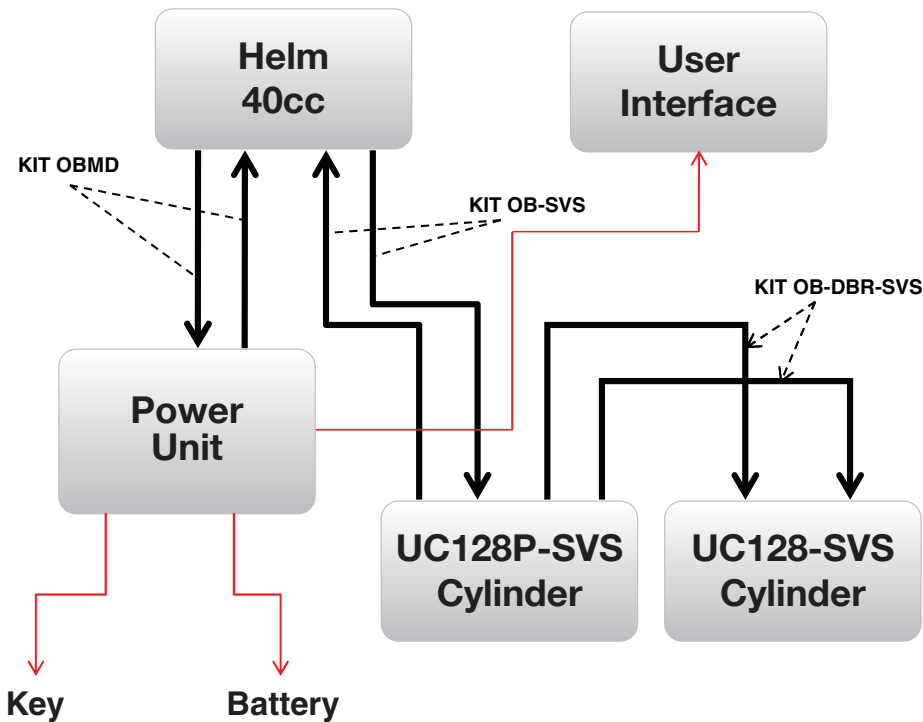 Helm
40cc
User
Interface
KIT OBMD
KIT OB-SVS
KIT OB-DBR-SVS
Power
Unit
UC128P-SVS
Cylinder
UC128-SVS
Cylinder
Key
Battery